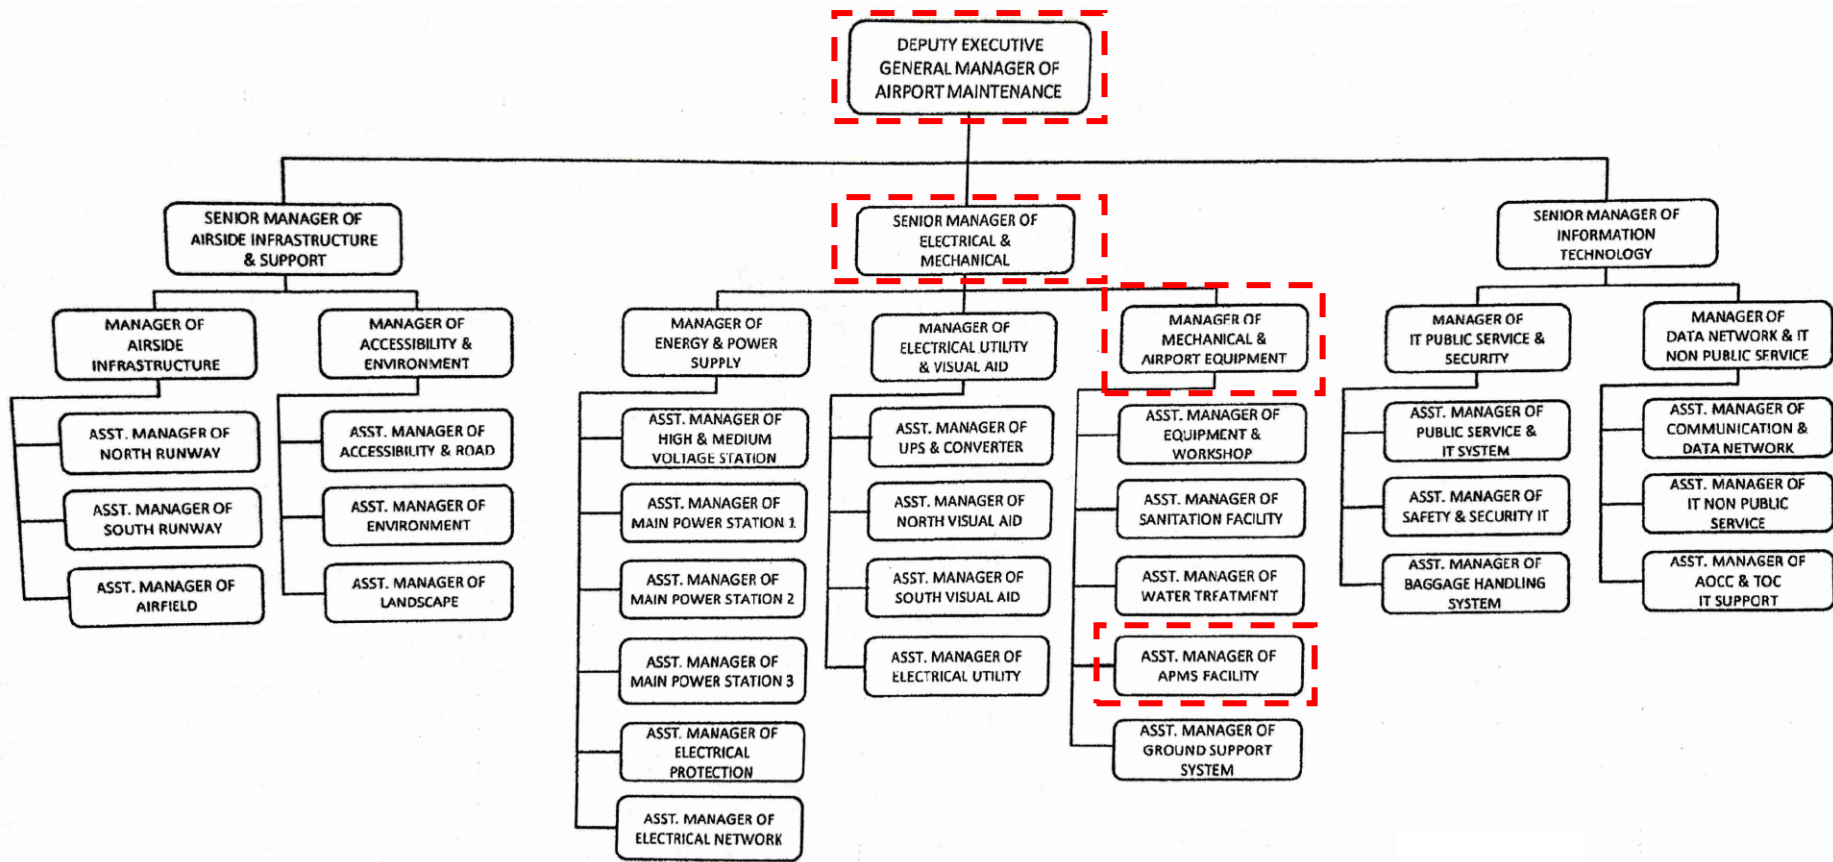 DEPUTY EXECUTIVE
GENERAL MANAGER OF
AIRPORT MAINTENANCE
SENIOR MANAGER OF
AIRSIDE INFRASTRUCTURE
& SUPPORT
SENIOR MANAGER OF
ELECTRICAL &
MECHANICAL
SENIOR MANAGER OF
INFORMATION
TECHNOLOGY
MANAGER OF
AIRSIDE
INFRASTRUCTURE
MANAGER OF
ACCESSIBILITY &
ENVIRONMENT
MANAGER OF
ENERGY & POWER
SUPPLY
MANAGER OF
ELECTRICAL UTILITY
& VISUAL AID
MANAGER OF
MECHANICAL &
AIRPORT EQUIPMENT
MANAGER OF
IT PUBLIC SERVICE &
SECURITY
MANAGER OF
DATA NETWORK & IT
NON PUBLIC SERVICE
ASST. MANAGER OF
NORTH RUNWAY
ASST. MANAGER OF
SOUTH RUNWAY
ASST. MANAGER OF
AIRFIELD
ASST. MANAGER OF
ACCESSIBILITY & ROAD
ASST. MANAGER OF
ENVIRONMENT
ASST. MANAGER OF
LANDSCAPE
ASST. MANAGER OF
HIGH & MEDIUM
VOLTAGE STATION
ASST. MANAGER OF
MAIN POWER STATION 1
ASST. MANAGER OF
MAIN POWER STATION 2
ASST. MANAGER OF
MAIN POWER STATION 3
ASST. MANAGER OF
ELECTRICAL
PROTECTION
ASST. MANAGER OF
ELECTRICAL NETWORK
ASST. MANAGER OF
UPS & CONVERTER
ASST. MANAGER OF
NORTH VISUAL AID
ASST. MANAGER OF
SOUTH VISUAL AID
ASST. MANAGER OF
ELECTRICAL UTILITY
ASST. MANAGER OF
EQUIPMENT &
WORKSHOP
ASST. MANAGER OF
SANITATION FACILITY
ASST. MANAGER OF
WATER TREATMENT
ASST. MANAGER OF
APMS FACILITY
ASST. MANAGER OF
GROUND SUPPORT
SYSTEM
ASST. MANAGER OF
PUBLIC SERVICE &
IT SYSTEM
ASST. MANAGER OF
SAFETY & SECURITY IT
ASST. MANAGER OF
BAGGAGE HANDLING
SYSTEM
ASST. MANAGER OF
COMMUNICATION &
DATA NETWORK
ASST. MANAGER OF
IT NON PUBLIC
SERVICE
ASST. MANAGER OF
AOCC & TOC
IT SUPPORT